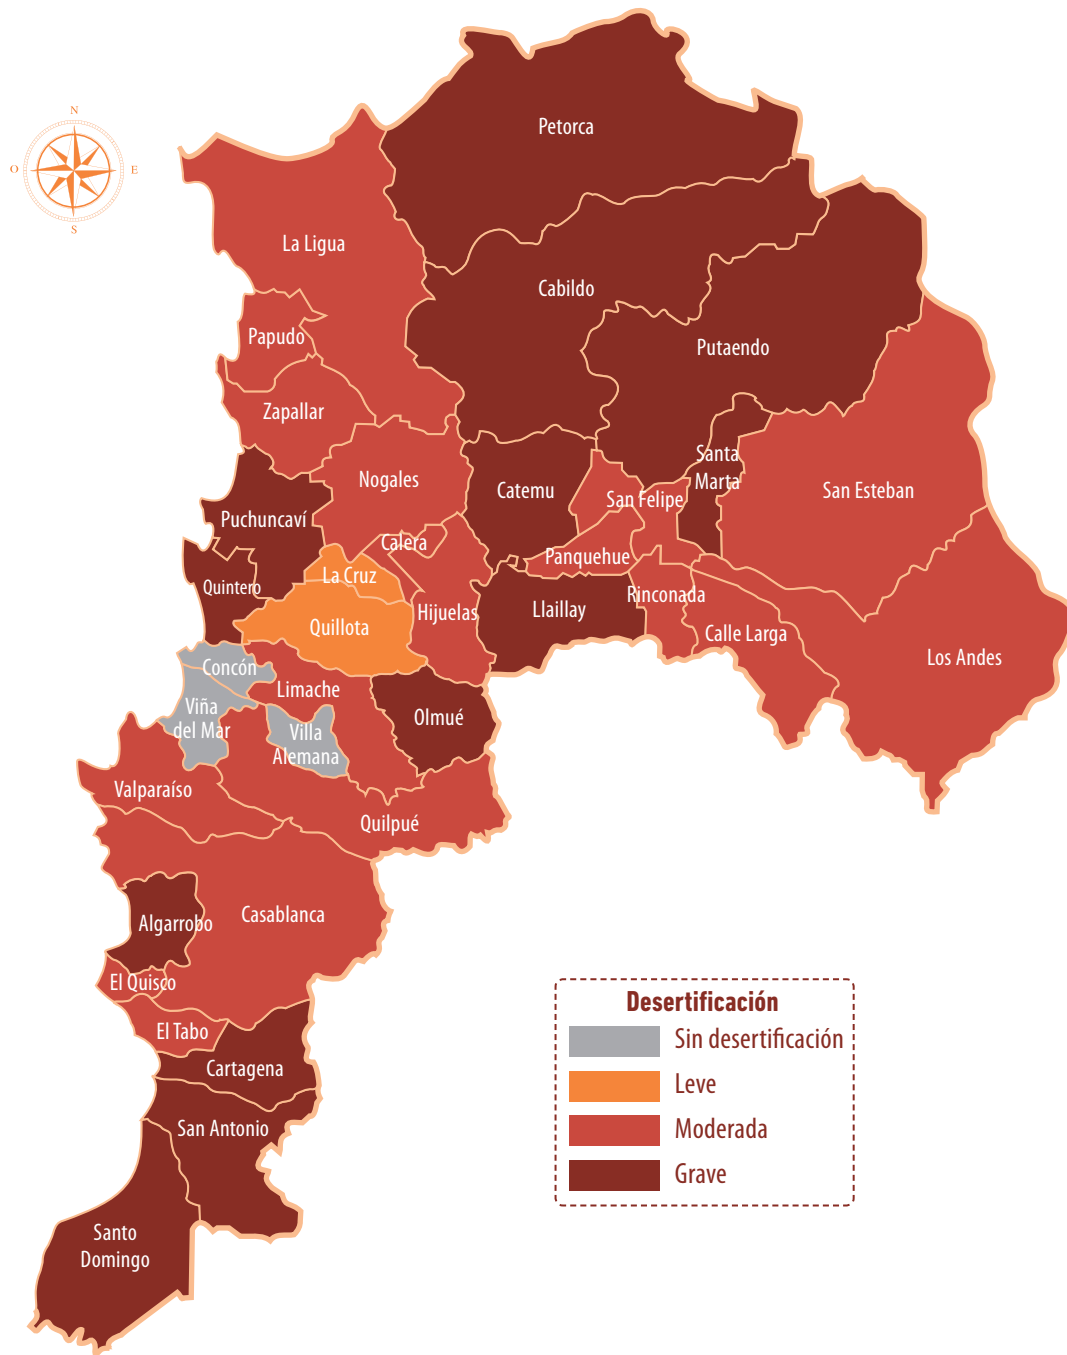 N
O
E
S
Petorca
La Ligua
Cabildo
Papudo
Putaendo
Zapallar
Santa
Marta
Nogales
Catemu
San Felipe
San Esteban
Puchuncaví
Calera
Panquehue
La Cruz
Quintero
Rinconada
Hijuelas
Llaillay
Quillota
Calle Larga
Los Andes
Concón
Limache
Viña
del Mar
Villa
Alemana
Olmué
Valparaíso
Quilpué
Casablanca
Algarrobo
El Quisco
El Tabo
Cartagena
San Antonio
Santo
Domingo
Desertificación
Sin desertificación
Leve
Moderada
Grave